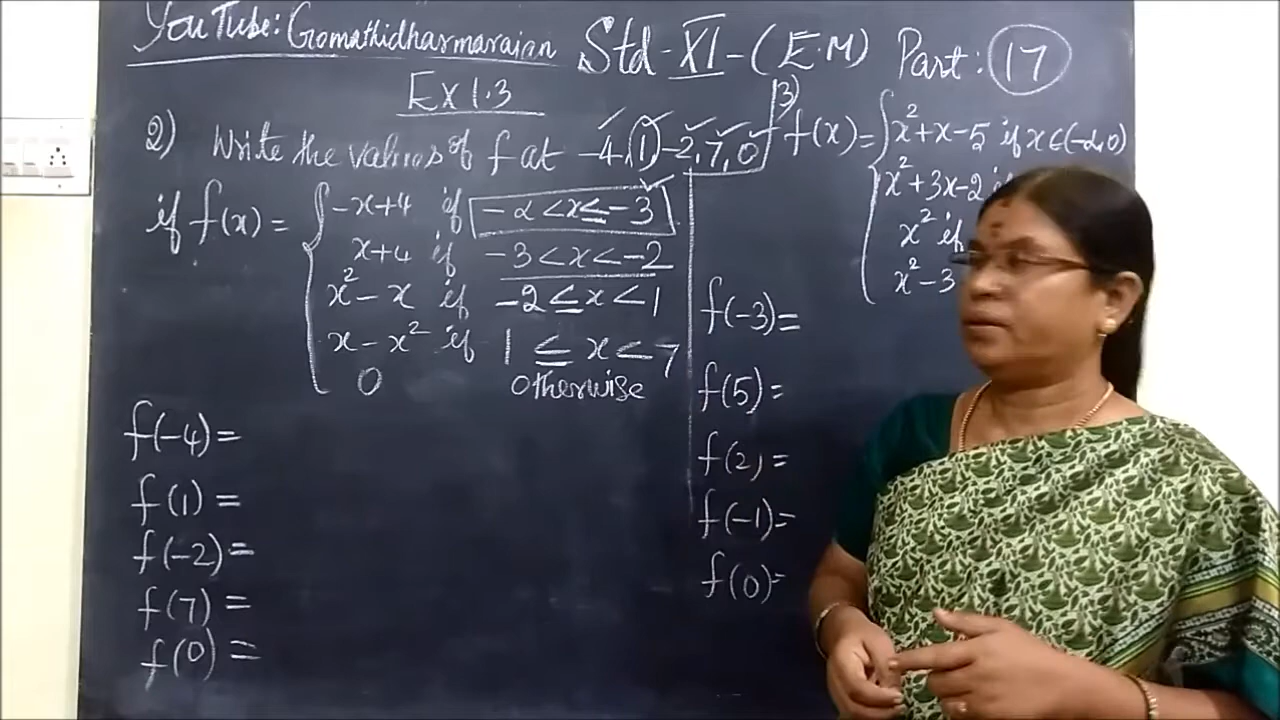 YouTube: Gomathidharmaraian Std-XI-(E.M) Part: 17
Ex 1.3
2) Write the values of f at -4, 1, -2, 7, 0
if f(x) = { -x+4 if -α<x≤-3
x+4 if -3<x<-2
x²-x if -2≤x<1
x-x² if 1≤x<7
0 otherwise
f(-4)=
f(1)=
f(-2)=
f(7)=
f(0)=
3) f(x)= { x²+x-5 if x∈(-α,0)
x²+3x-2 if
x² if
x²-3
f(-3)=
f(5)=
f(2)=
f(-1)=
f(0)=